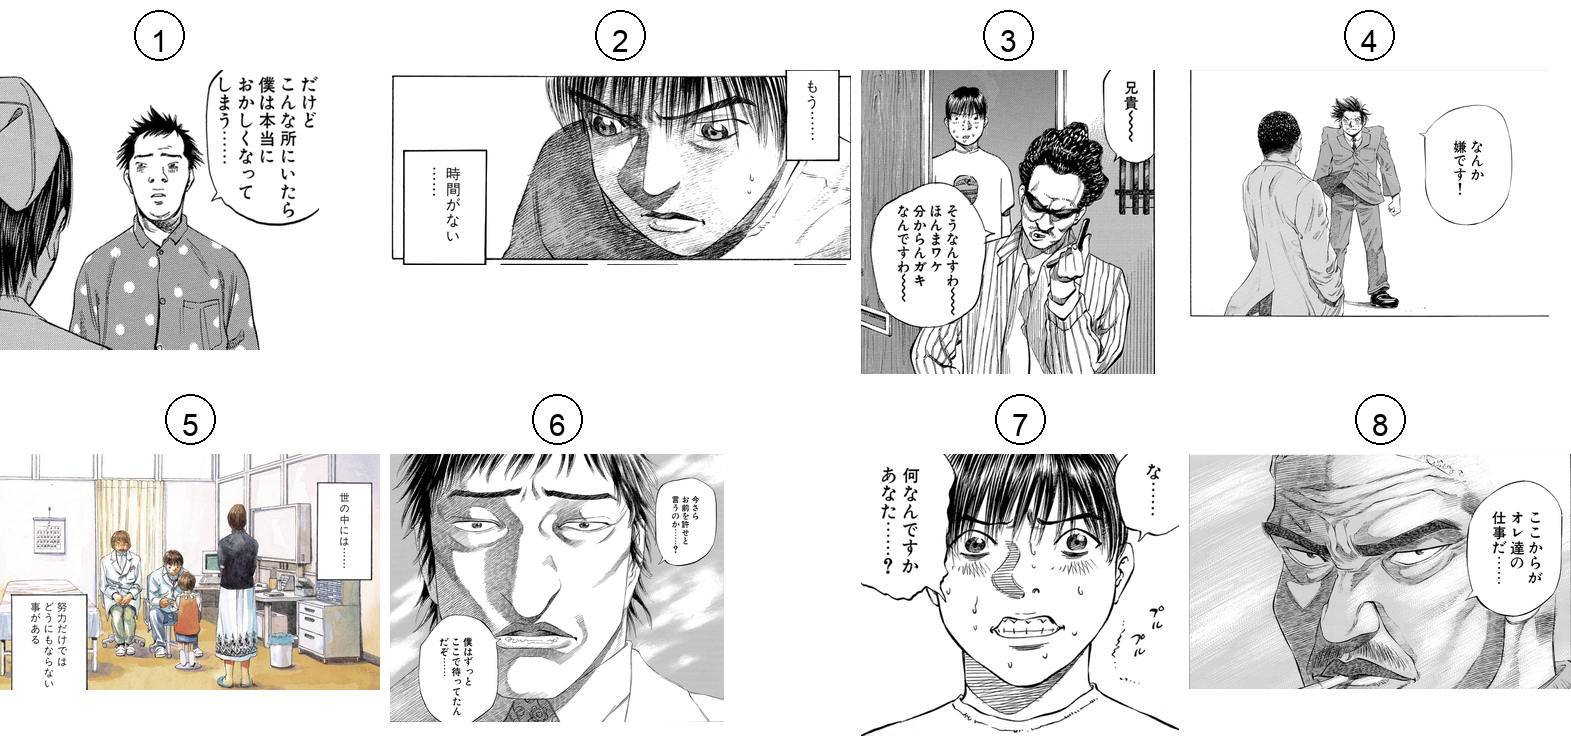 1
だけど
こんな所にいたら
僕は本当に
おかしくなって
しまう……
2
もう……
時間がない
……
3
兄貴〜〜
そうなんすわ〜〜
ほんまワケ
分からんガキ
なんですわ〜〜
4
なんか
嫌です！
5
世の中には……
努力だけでは
どうにもならない
事がある
6
今さら
お前を許せと
言うのか……？
僕はずっと
ここで待ってたん
だぞ……
7
な……
何なんですか
あなた……？
プル
プル
8
ここからが
オレ達の
仕事だ……